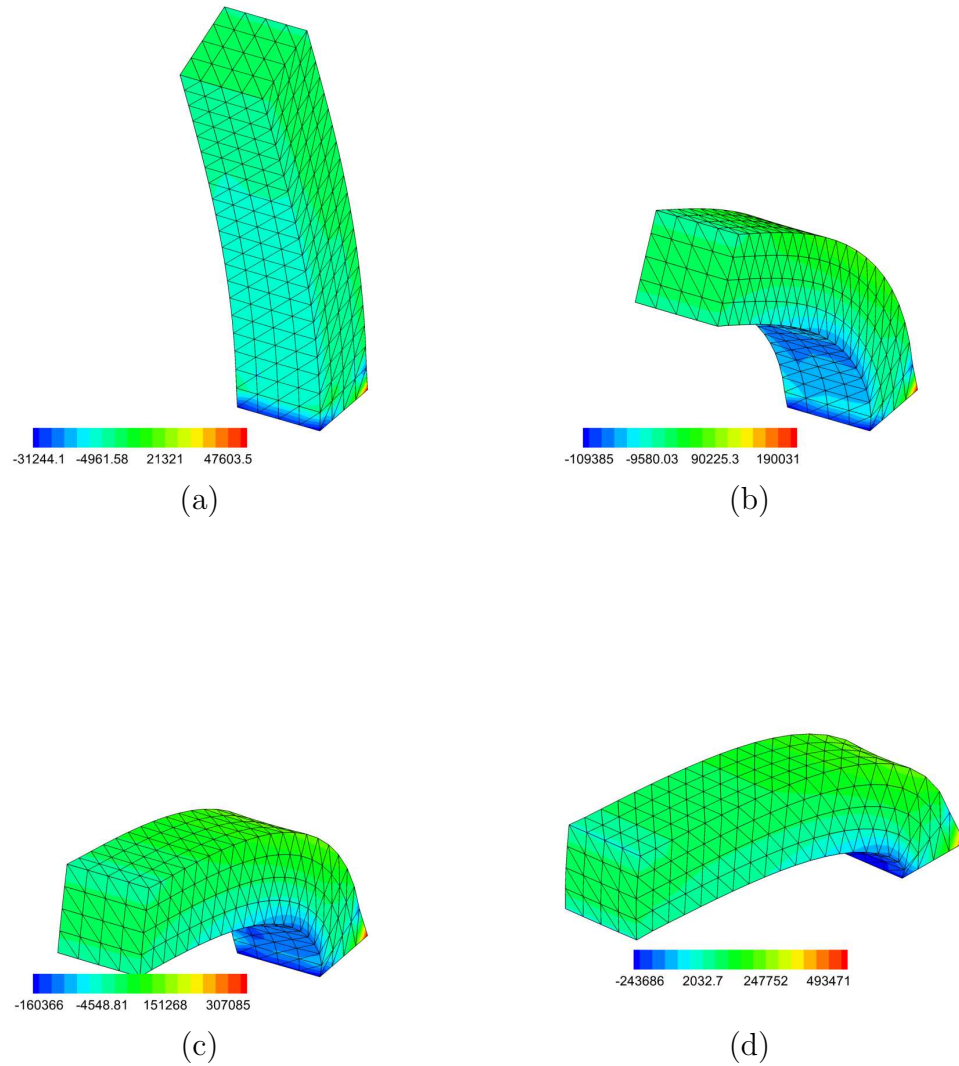 -31244.1 -4961.58 21321 47603.5
(a)
-109385 -9580.03 90225.3 190031
(b)
-160366 -4548.81 151268 307085
(c)
-243686 2032.7 247752 493471
(d)